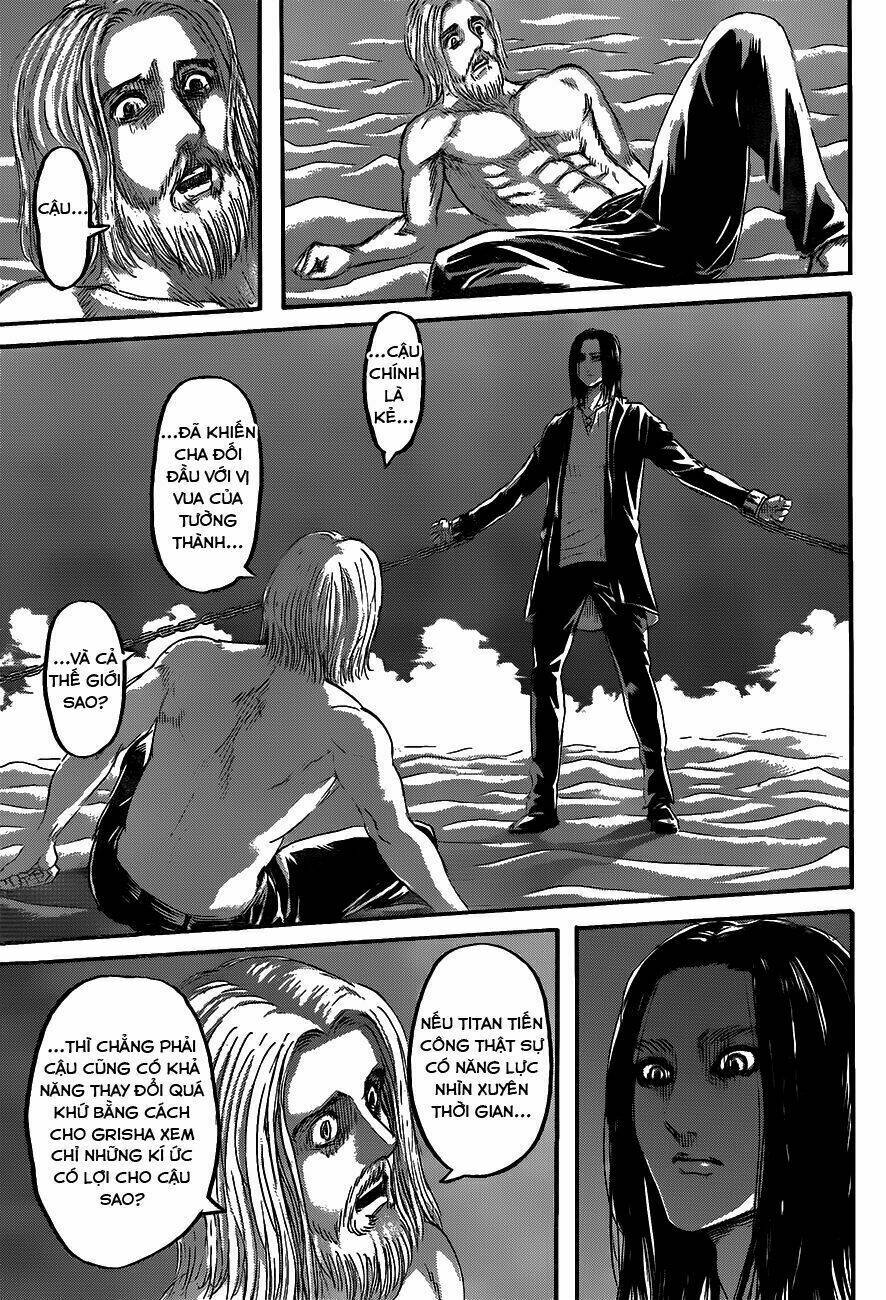 CẬU...
...CẬU
CHÍNH
LÀ
KẺ...
...ĐÃ KHIẾN
CHA ĐỐI
ĐẦU VỚI VỊ
VUA CỦA
TƯỜNG
THÀNH...
...VÀ CẢ
THẾ GIỚI
SAO?
NẾU TITAN TIẾN
CÔNG THẬT SỰ
CÓ NĂNG LỰC
NHÌN XUYÊN
THỜI GIAN...
...THÌ CHẲNG PHẢI
CẬU CŨNG CÓ KHẢ
NĂNG THAY ĐỔI QUÁ
KHỨ BẰNG CÁCH
CHO GRISHA XEM
CHỈ NHỮNG KÍ ỨC
CÓ LỢI CHO CẬU
SAO?